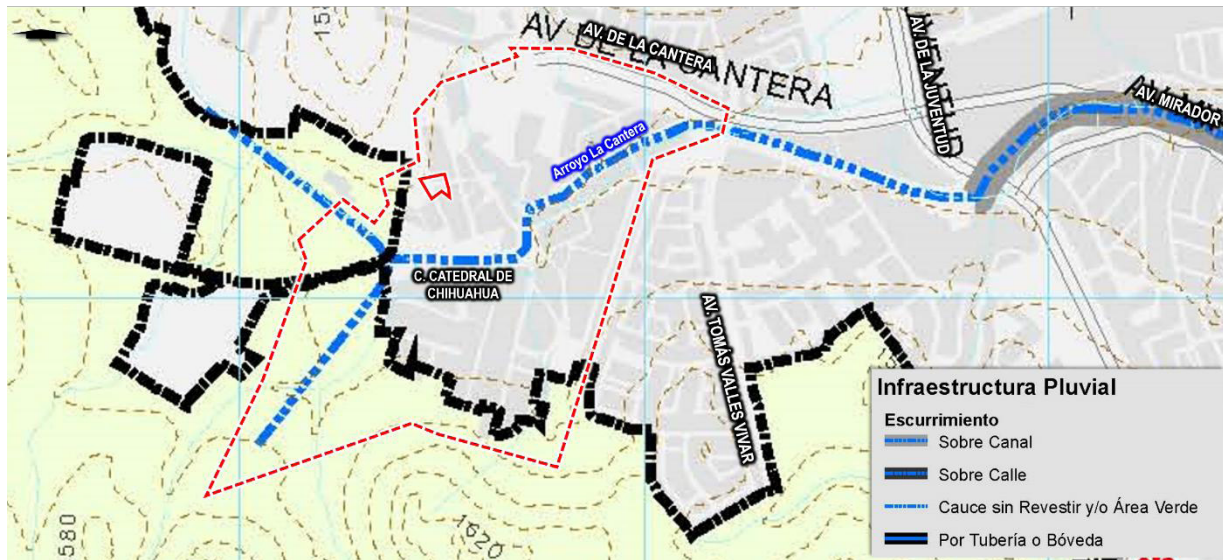 AV DE LA CANTERA
AV. DE LA CANTERA
AV. DE LA JUVENTUD
AV. MIRADOR
Arroyo La Cantera
C. CATEDRAL DE
CHIHUAHUA
AV. TOMÁS VALLES VIVAR
1580
1620
Infraestructura Pluvial
Escurrimiento
Sobre Canal
Sobre Calle
Cauce sin Revestir y/o Área Verde
Por Tubería o Bóveda